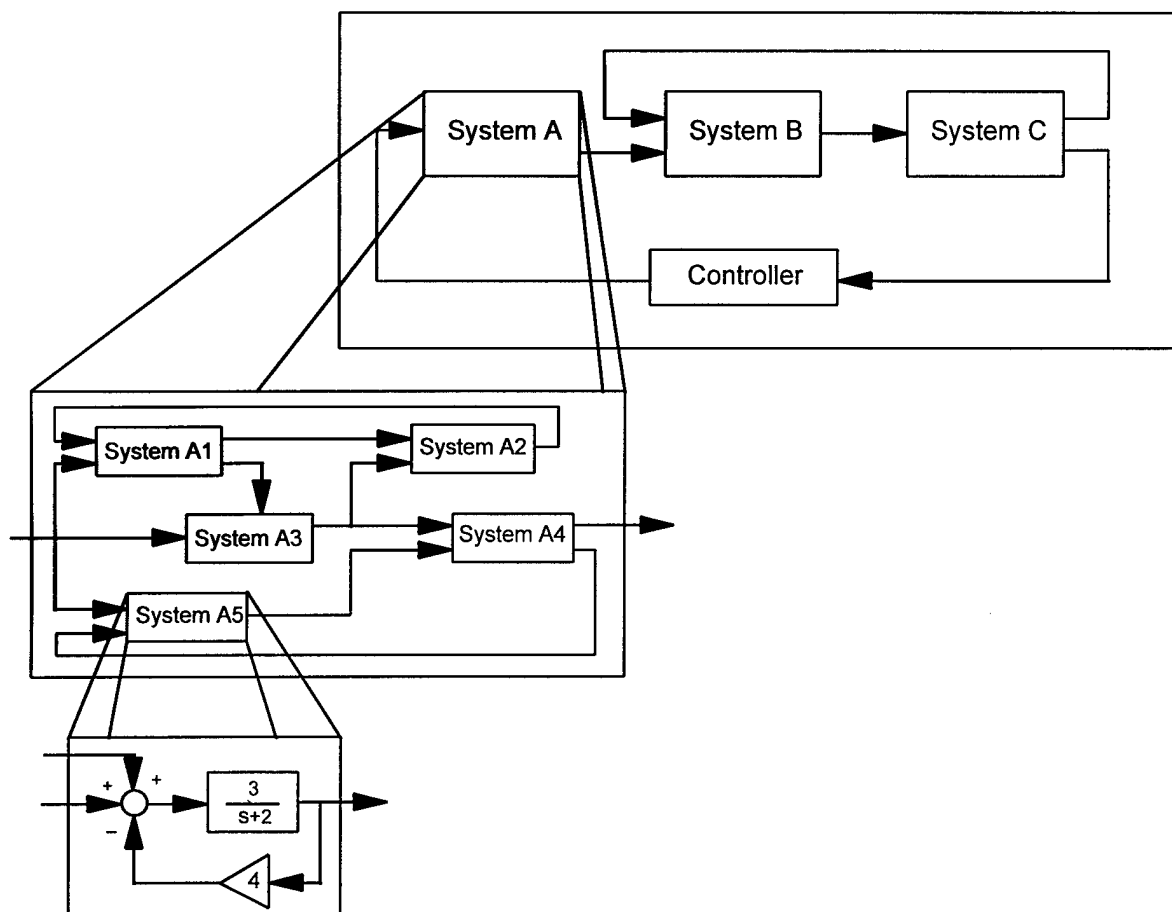 System A
System B
System C
Controller
System A1
System A2
System A3
System A4
System A5
+
+
3
s+2
−
4